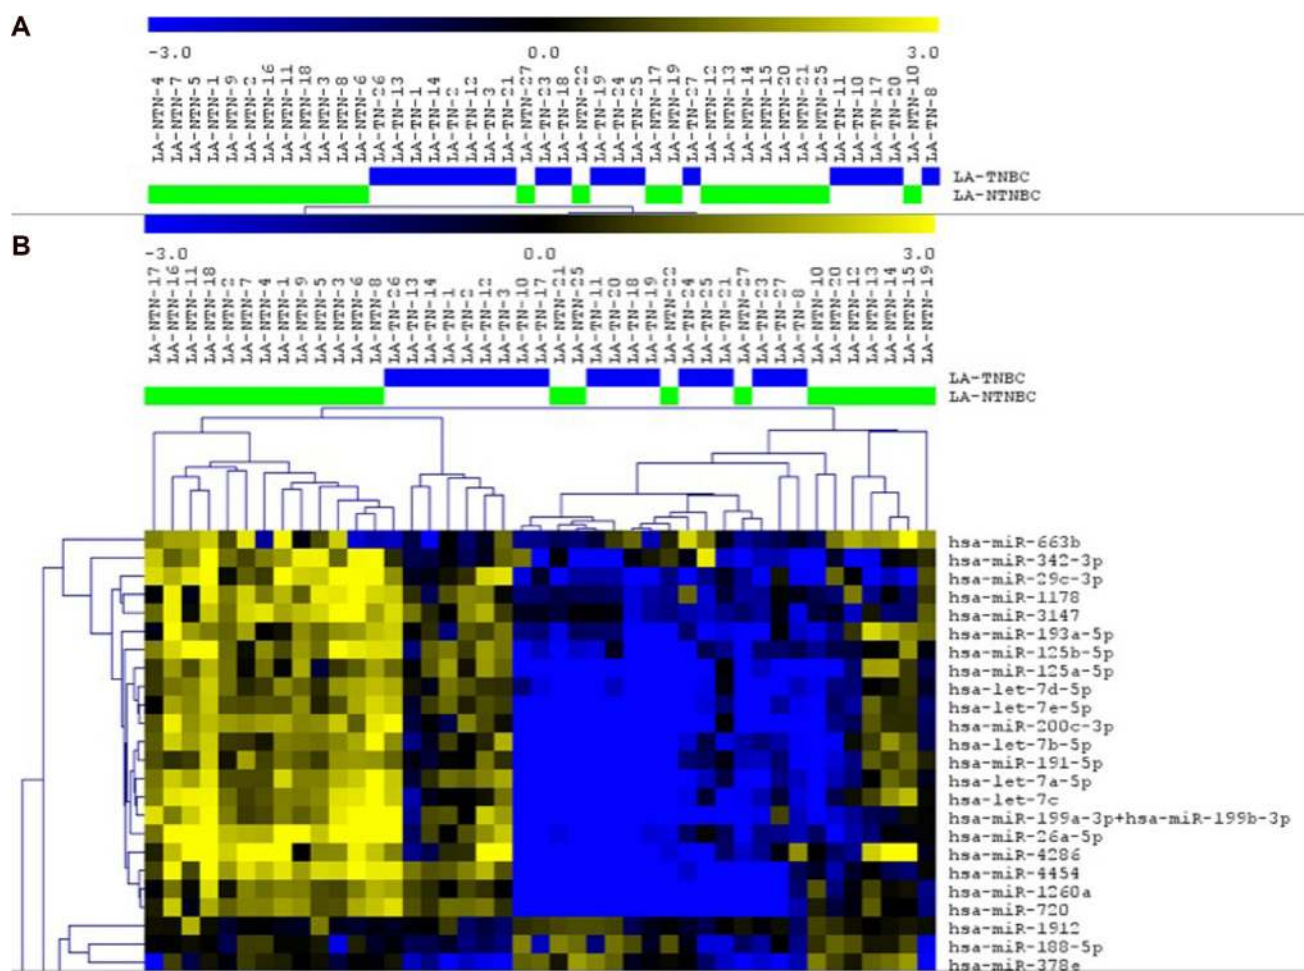 A
-3.0 0.0 3.0
LA-NTN-4
LA-NTN-7
LA-NTN-5
LA-NTN-1
LA-NTN-9
LA-NTN-2
LA-NTN-16
LA-NTN-11
LA-NTN-18
LA-NTN-3
LA-NTN-8
LA-NTN-6
LA-TN-26
LA-TN-13
LA-TN-1
LA-TN-14
LA-TN-2
LA-TN-12
LA-TN-3
LA-TN-21
LA-NTN-27
LA-TN-23
LA-TN-18
LA-NTN-22
LA-TN-19
LA-TN-24
LA-TN-25
LA-NTN-17
LA-NTN-19
LA-TN-27
LA-NTN-12
LA-NTN-13
LA-NTN-14
LA-NTN-15
LA-NTN-20
LA-NTN-21
LA-NTN-25
LA-TN-11
LA-TN-10
LA-TN-17
LA-TN-20
LA-NTN-10
LA-TN-8
LA-TNBC
LA-NTNBC
B
-3.0 0.0 3.0
LA-NTN-17
LA-NTN-16
LA-NTN-11
LA-NTN-18
LA-NTN-2
LA-NTN-7
LA-NTN-4
LA-NTN-1
LA-NTN-9
LA-NTN-5
LA-NTN-3
LA-NTN-6
LA-NTN-8
LA-TN-26
LA-TN-13
LA-TN-14
LA-TN-1
LA-TN-2
LA-TN-12
LA-TN-3
LA-TN-10
LA-TN-17
LA-NTN-21
LA-NTN-25
LA-TN-11
LA-TN-20
LA-TN-18
LA-TN-19
LA-NTN-22
LA-TN-24
LA-TN-25
LA-TN-21
LA-NTN-27
LA-TN-23
LA-TN-27
LA-TN-8
LA-NTN-10
LA-NTN-20
LA-NTN-12
LA-NTN-13
LA-NTN-14
LA-NTN-15
LA-NTN-19
LA-TNBC
LA-NTNBC
hsa-miR-663b
hsa-miR-342-3p
hsa-miR-29c-3p
hsa-miR-1178
hsa-miR-3147
hsa-miR-193a-5p
hsa-miR-125b-5p
hsa-miR-125a-5p
hsa-let-7d-5p
hsa-let-7e-5p
hsa-miR-200c-3p
hsa-let-7b-5p
hsa-miR-191-5p
hsa-let-7a-5p
hsa-let-7c
hsa-miR-199a-3p+hsa-miR-199b-3p
hsa-miR-26a-5p
hsa-miR-4286
hsa-miR-4454
hsa-miR-1260a
hsa-miR-720
hsa-miR-1912
hsa-miR-188-5p
hsa-miR-378e